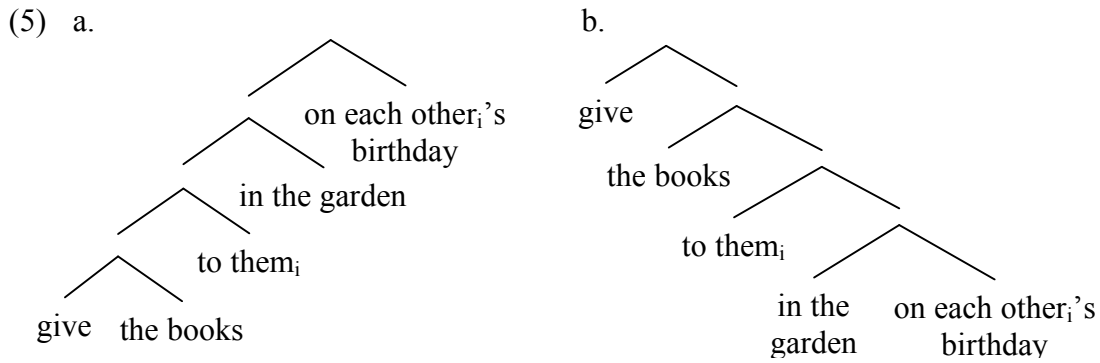 (5) a. b.
on each otherᵢ's
birthday
in the garden
to themᵢ
give the books
give
the books
to themᵢ
in the
garden
on each otherᵢ's
birthday